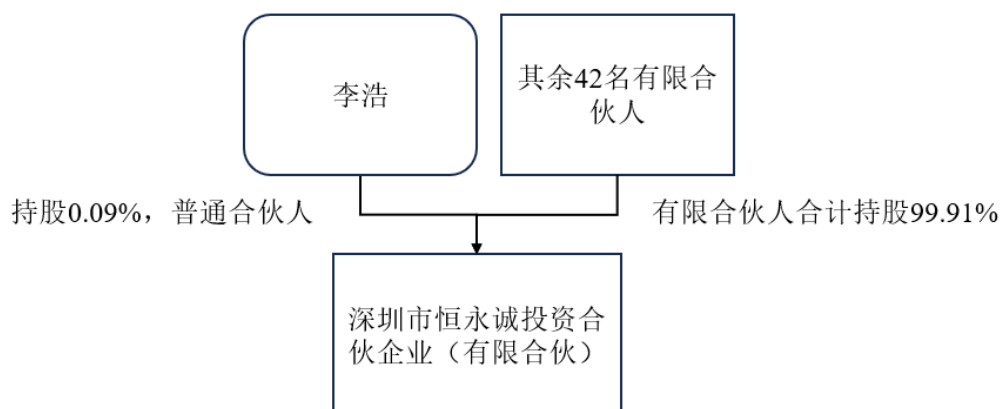 李浩
其余42名有限合
伙人
持股0.09%，普通合伙人
有限合伙人合计持股99.91%
深圳市恒永诚投资合
伙企业（有限合伙）